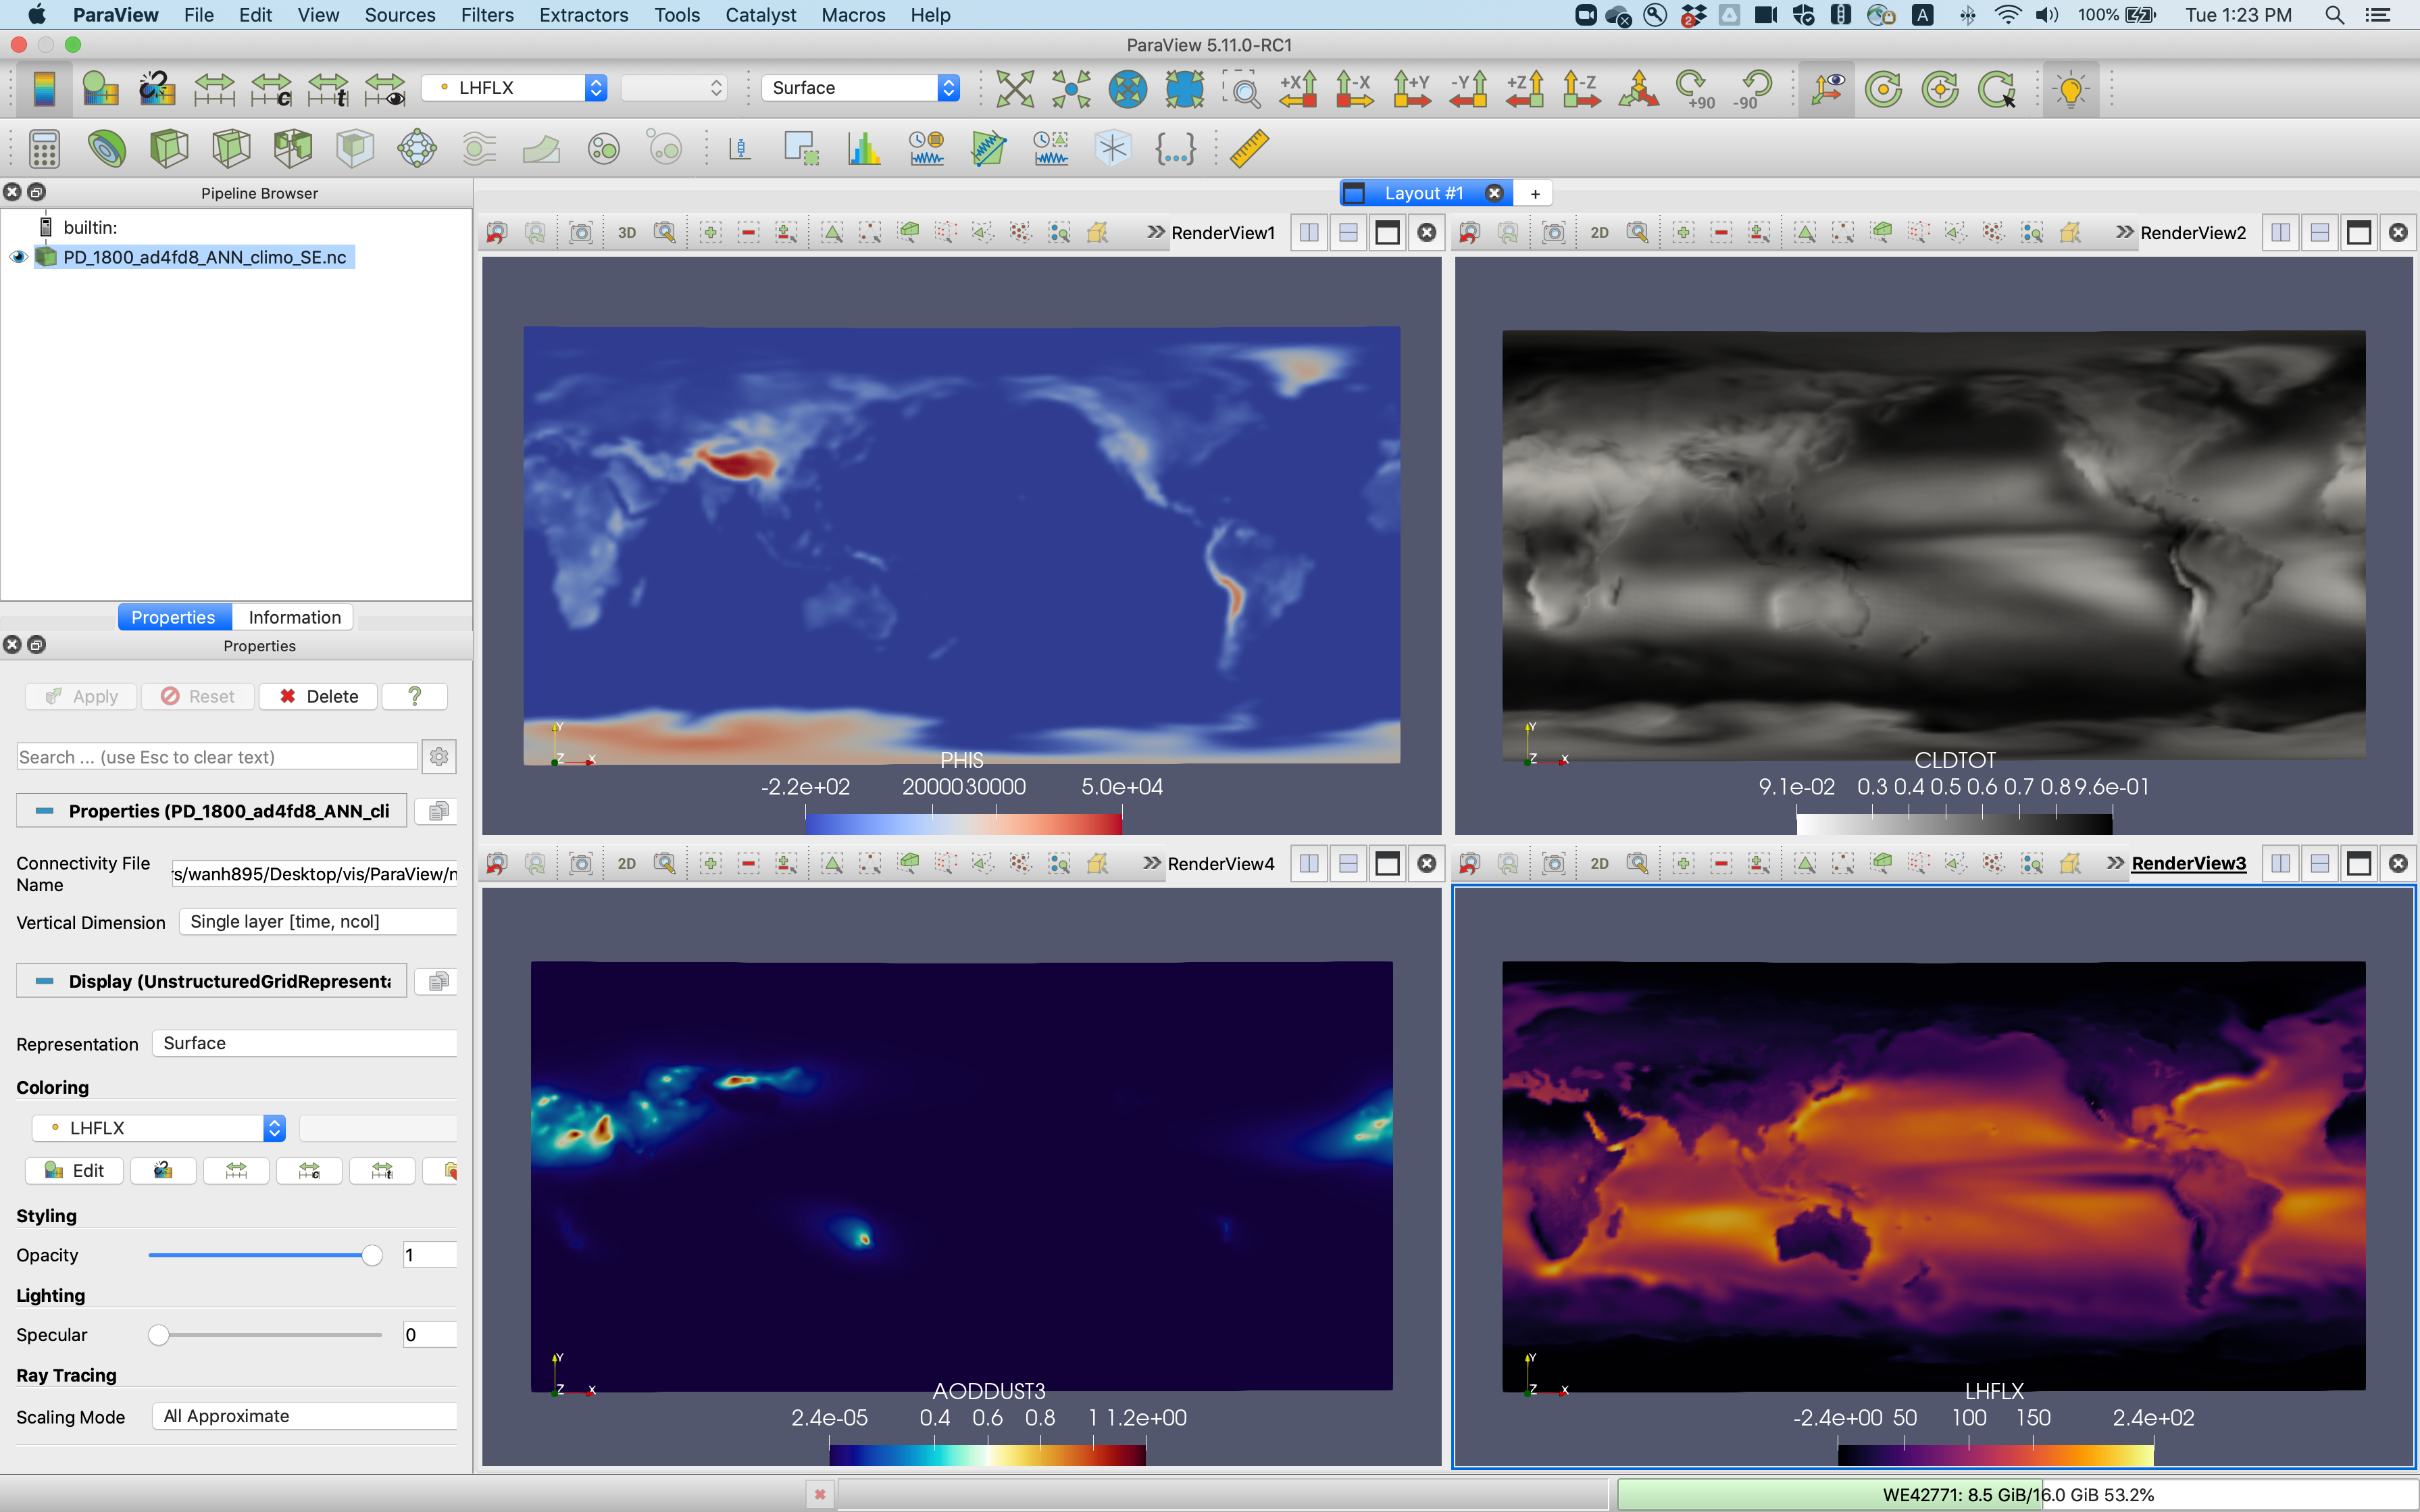 ParaView File Edit View Sources Filters Extractors Tools Catalyst Macros Help 2 A 100% Tue 1:23 PM
ParaView 5.11.0-RC1
LHFLX Surface +X -X +Y -Y +Z -Z +90 -90
c t
{...}
Pipeline Browser
Layout #1 +
builtin:
PD_1800_ad4fd8_ANN_climo_SE.nc
3D RenderView1
2D RenderView2
PHIS
-2.2e+02 20000 30000 5.0e+04
Y Z X
CLDTOT
9.1e-02 0.3 0.4 0.5 0.6 0.7 0.8 9.6e-01
Y Z X
Properties Information
Properties
Apply Reset Delete ?
Search ... (use Esc to clear text)
Properties (PD_1800_ad4fd8_ANN_cli
Connectivity File
Name
s/wanh895/Desktop/vis/ParaView/n
Vertical Dimension Single layer [time, ncol]
Display (UnstructuredGridRepresenta
Representation Surface
Coloring
LHFLX
Edit c t
Styling
Opacity 1
Lighting
Specular 0
Ray Tracing
Scaling Mode All Approximate
2D RenderView4
2D RenderView3
AODDUST3
2.4e-05 0.4 0.6 0.8 1 1.2e+00
Y Z X
LHFLX
-2.4e+00 50 100 150 2.4e+02
Y Z X
WE42771: 8.5 GiB/16.0 GiB 53.2%